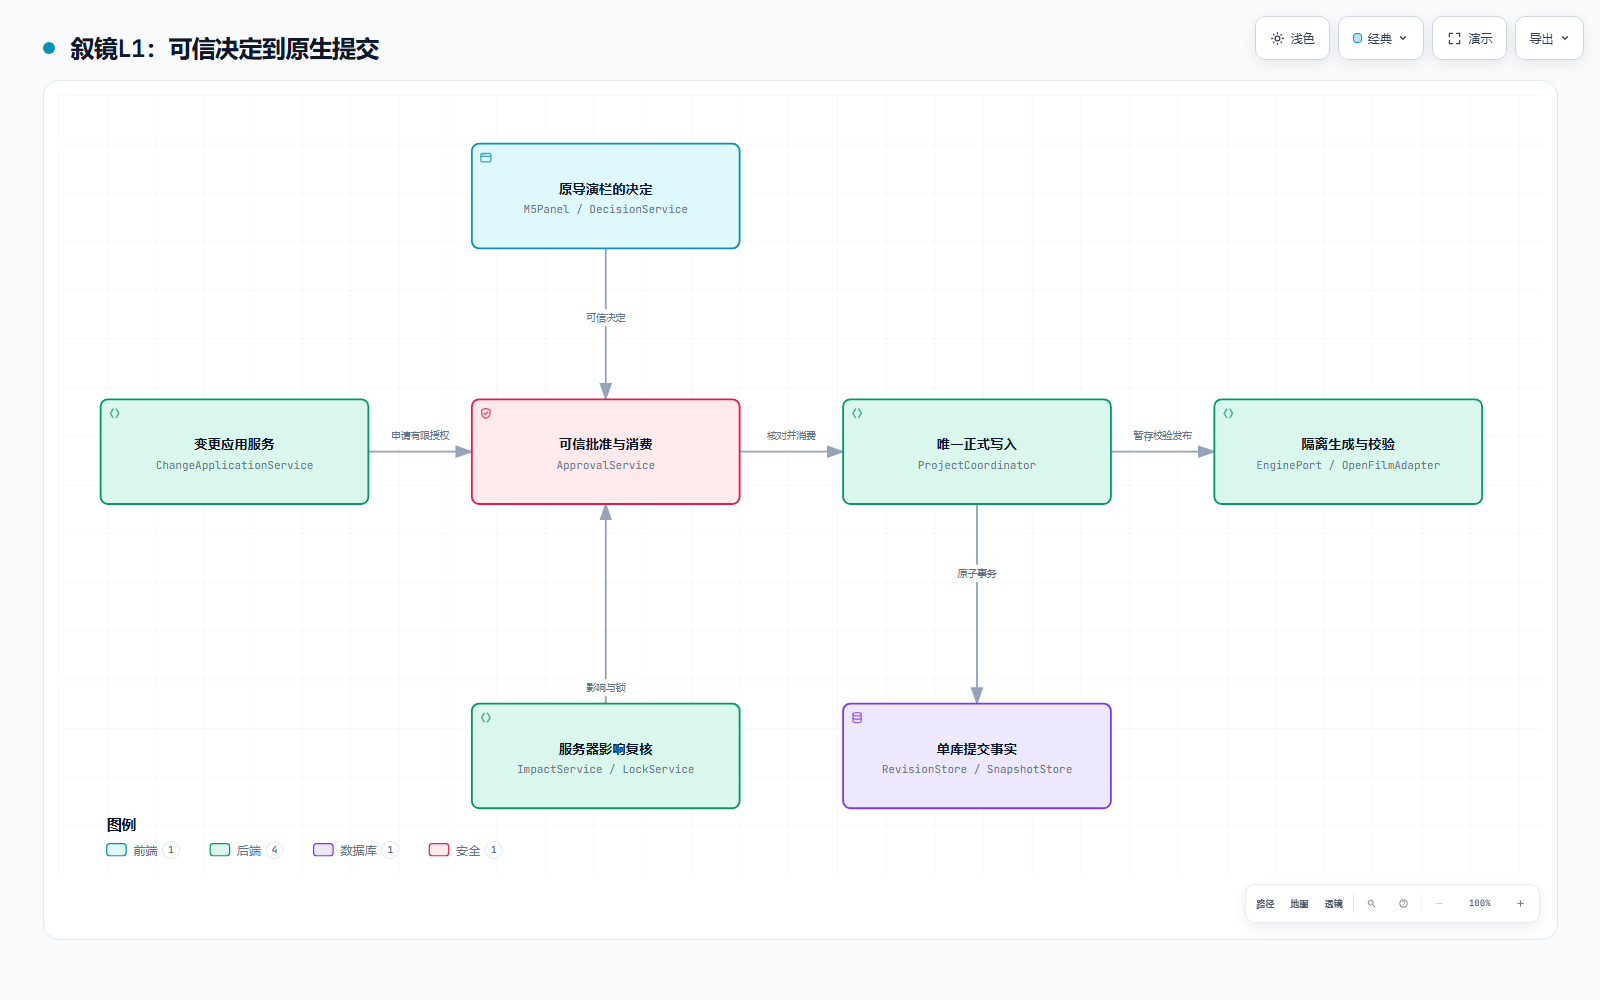 叙镜L1：可信决定到原生提交
浅色
经典
演示
导出
原导演栏的决定
M5Panel / DecisionService
可信决定
变更应用服务
ChangeApplicationService
申请有限授权
可信批准与消费
ApprovalService
核对并消费
唯一正式写入
ProjectCoordinator
暂存校验发布
隔离生成与校验
EnginePort / OpenFilmAdapter
原子事务
影响与锁
服务器影响复核
ImpactService / LockService
单库提交事实
RevisionStore / SnapshotStore
图例
前端 1
后端 4
数据库 1
安全 1
路径
地图
透镜
100%